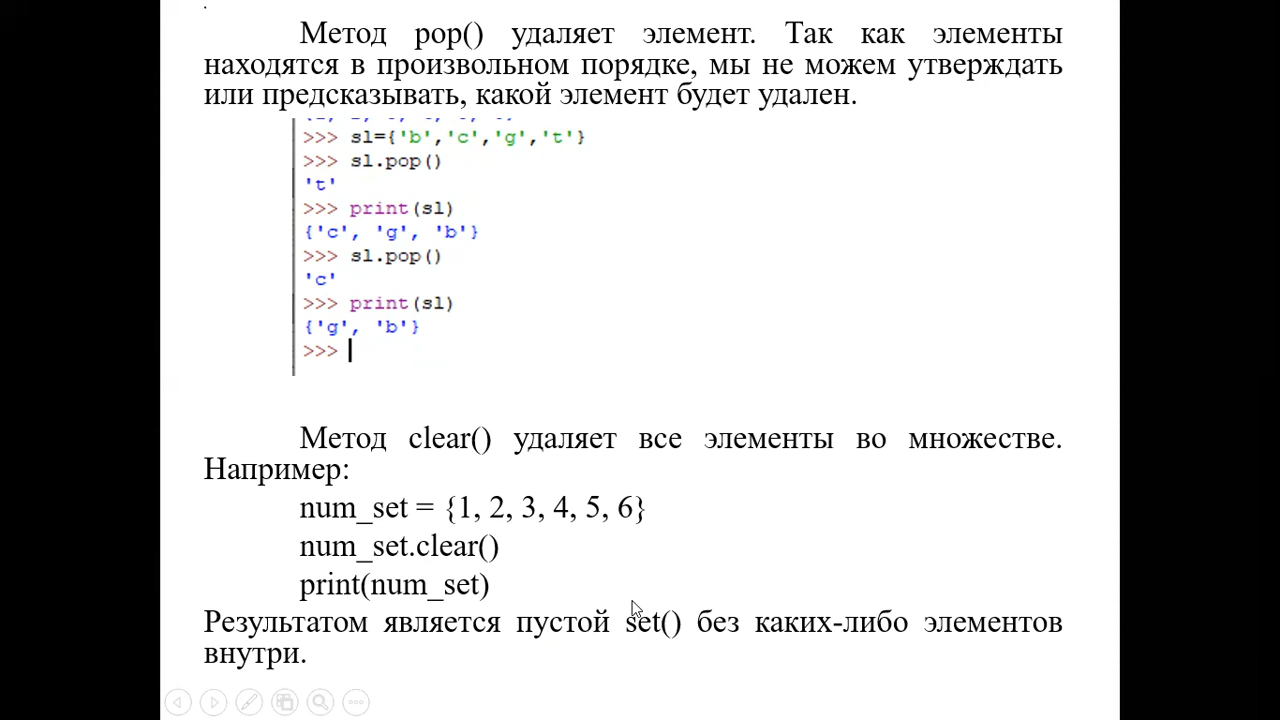 Метод pop() удаляет элемент. Так как элементы
находятся в произвольном порядке, мы не можем утверждать
или предсказывать, какой элемент будет удален.
>>> sl={'b','c','g','t'}
>>> sl.pop()
't'
>>> print(sl)
{'c', 'g', 'b'}
>>> sl.pop()
'c'
>>> print(sl)
{'g', 'b'}
>>>
Метод clear() удаляет все элементы во множестве.
Например:
num_set = {1, 2, 3, 4, 5, 6}
num_set.clear()
print(num_set)
Результатом является пустой set() без каких-либо элементов
внутри.